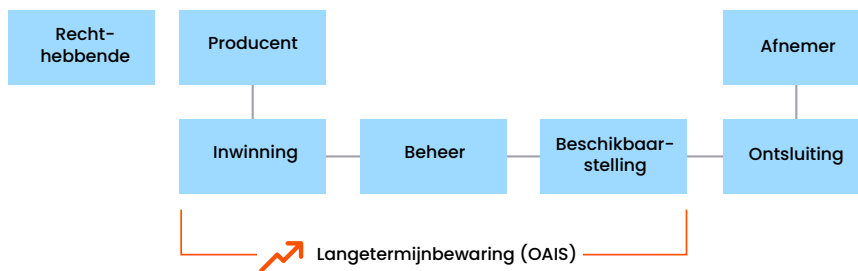 Recht-
hebbende
Producent
Afnemer
Inwinning
Beheer
Beschikbaar-
stelling
Ontsluiting
Langetermijnbewaring (OAIS)